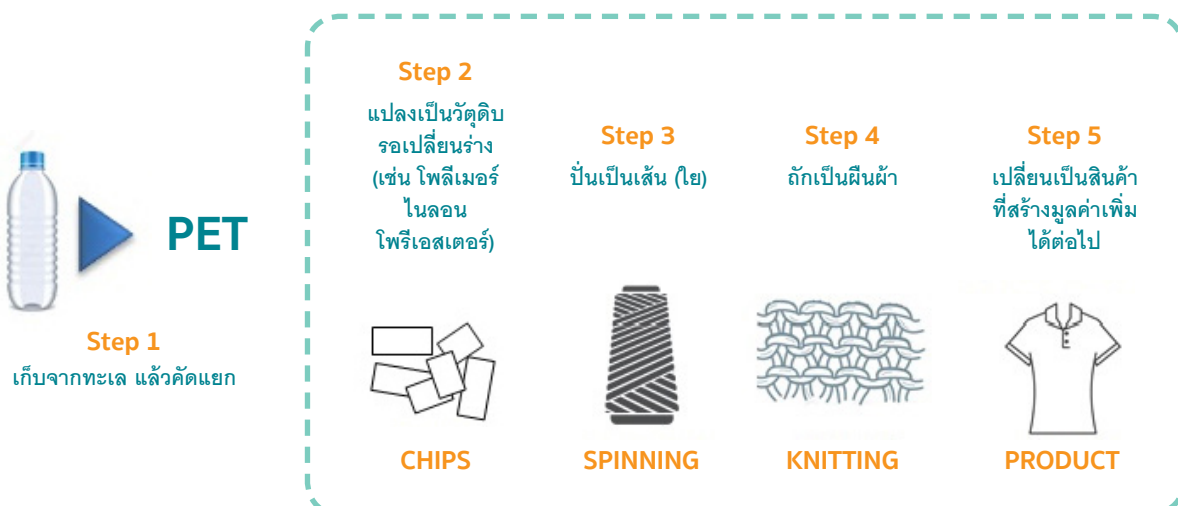 PET
Step 1
เก็บจากทะเล แล้วคัดแยก
Step 2
แปลงเป็นวัตุดิบ
รอเปลี่ยนร่าง
(เช่น โพลีเมอร์
ไนลอน
โพรีเอสเตอร์)
CHIPS
Step 3
ปั่นเป็นเส้น (ใย)
SPINNING
Step 4
ถักเป็นผืนผ้า
KNITTING
Step 5
เปลี่ยนเป็นสินค้า
ที่สร้างมูลค่าเพิ่ม
ได้ต่อไป
PRODUCT